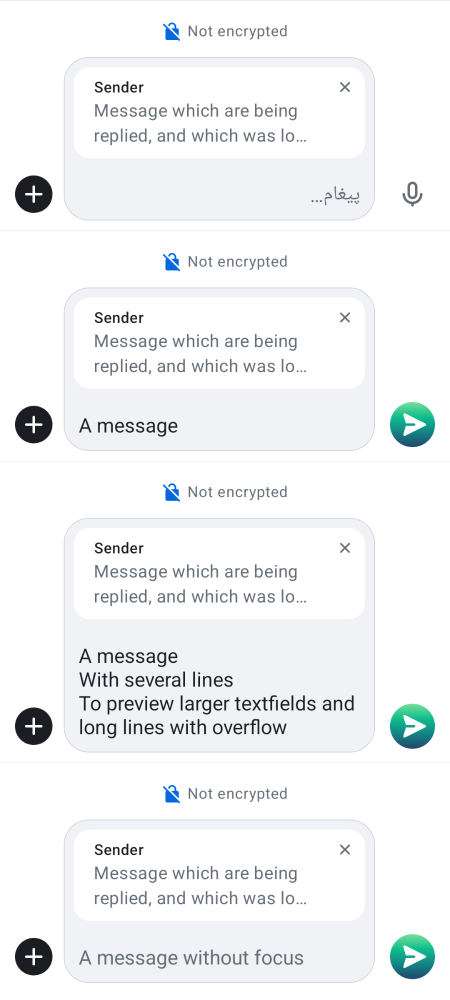 Not encrypted
Sender
Message which are being
replied, and which was lo…
پیغام…
Not encrypted
Sender
Message which are being
replied, and which was lo…
A message
Not encrypted
Sender
Message which are being
replied, and which was lo…
A message
With several lines
To preview larger textfields and
long lines with overflow
Not encrypted
Sender
Message which are being
replied, and which was lo…
A message without focus